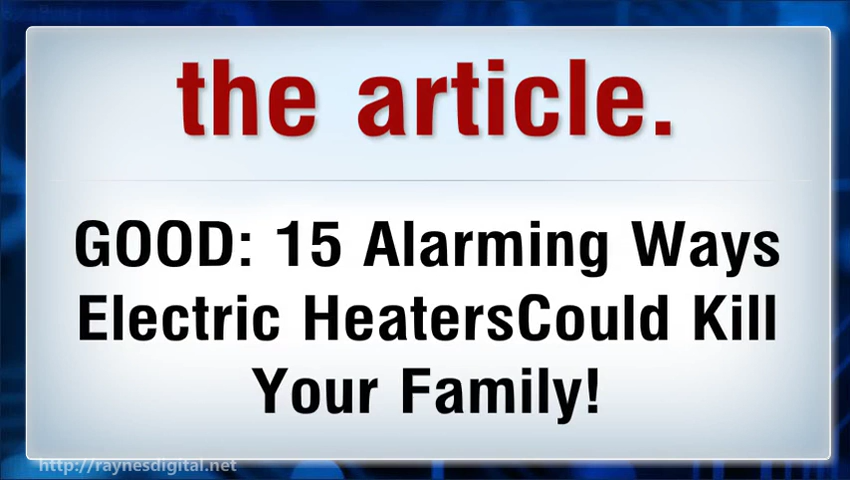 the article.
GOOD: 15 Alarming Ways
Electric HeatersCould Kill
Your Family!
http://raynesdigital.net